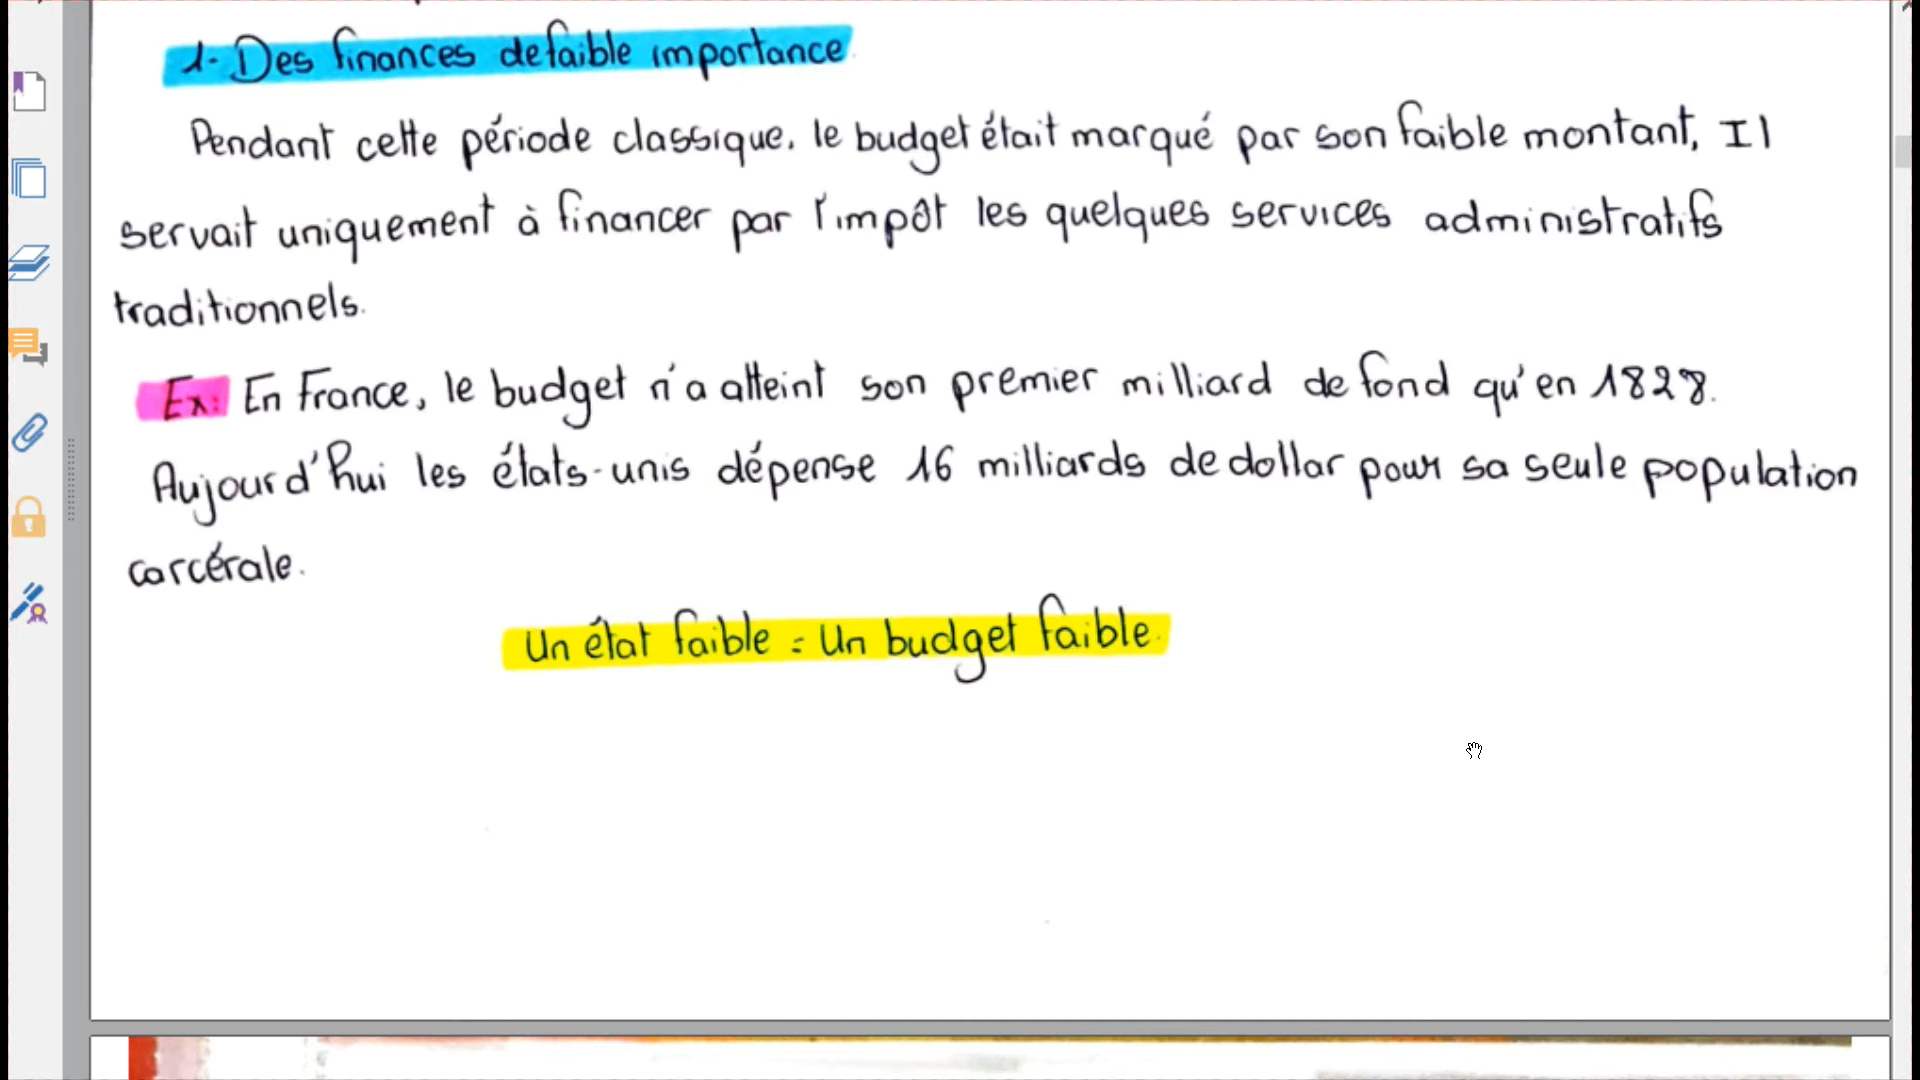 1- Des finances de faible importance
Pendant cette période classique, le budget était marqué par son faible montant, Il
servait uniquement à financer par l'impôt les quelques services administratifs
traditionnels.
Ex: En France, le budget n'a atteint son premier milliard de fond qu'en 1828.
Aujourd'hui les états-unis dépense 16 milliards de dollar pour sa seule population
carcérale.
Un état faible = Un budget faible.